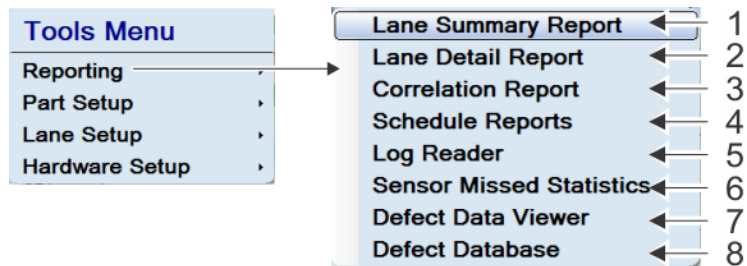 Tools Menu
Reporting
Part Setup
Lane Setup
Hardware Setup
Lane Summary Report 1
Lane Detail Report 2
Correlation Report 3
Schedule Reports 4
Log Reader 5
Sensor Missed Statistics 6
Defect Data Viewer 7
Defect Database 8